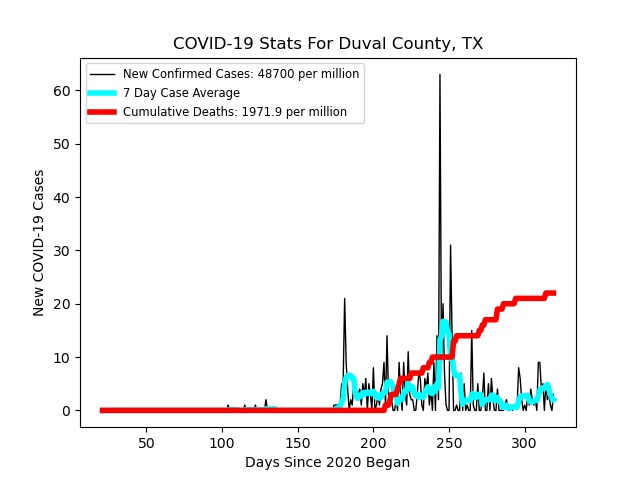 COVID-19 Stats For Duval County, TX
New Confirmed Cases: 48700 per million
7 Day Case Average
Cumulative Deaths: 1971.9 per million
New COVID-19 Cases
60
50
40
30
20
10
0
50 100 150 200 250 300
Days Since 2020 Began